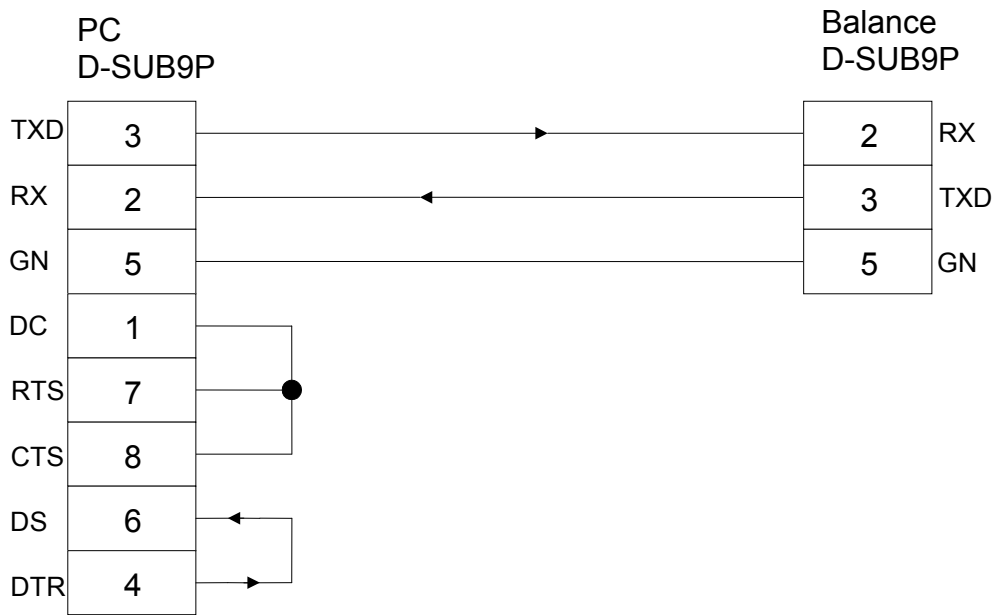 PC
D-SUB9P
Balance
D-SUB9P
TXD 3 2 RX
RX 2 3 TXD
GN 5 5 GN
DC 1
RTS 7
CTS 8
DS 6
DTR 4